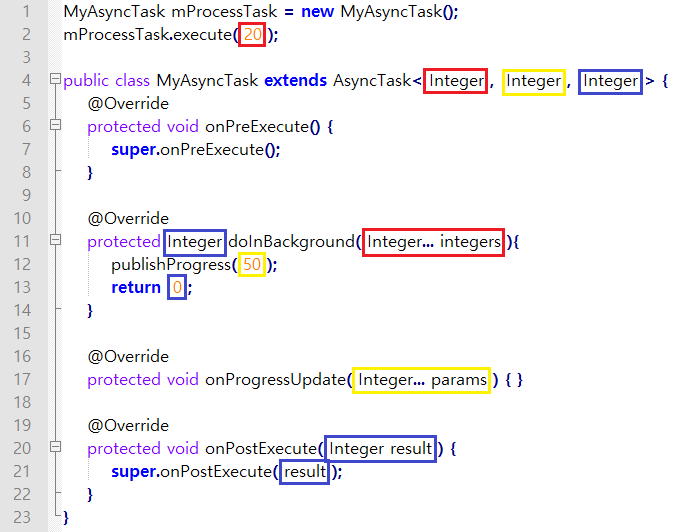 1 MyAsyncTask mProcessTask = new MyAsyncTask();
2 mProcessTask.execute( 20 );
3
4 public class MyAsyncTask extends AsyncTask< Integer, Integer, Integer > {
5 @Override
6 protected void onPreExecute() {
7 super.onPreExecute();
8 }
9
10 @Override
11 protected Integer doInBackground( Integer... integers ){
12 publishProgress( 50 );
13 return 0 ;
14 }
15
16 @Override
17 protected void onProgressUpdate( Integer... params ) { }
18
19 @Override
20 protected void onPostExecute( Integer result ) {
21 super.onPostExecute( result );
22 }
23 }